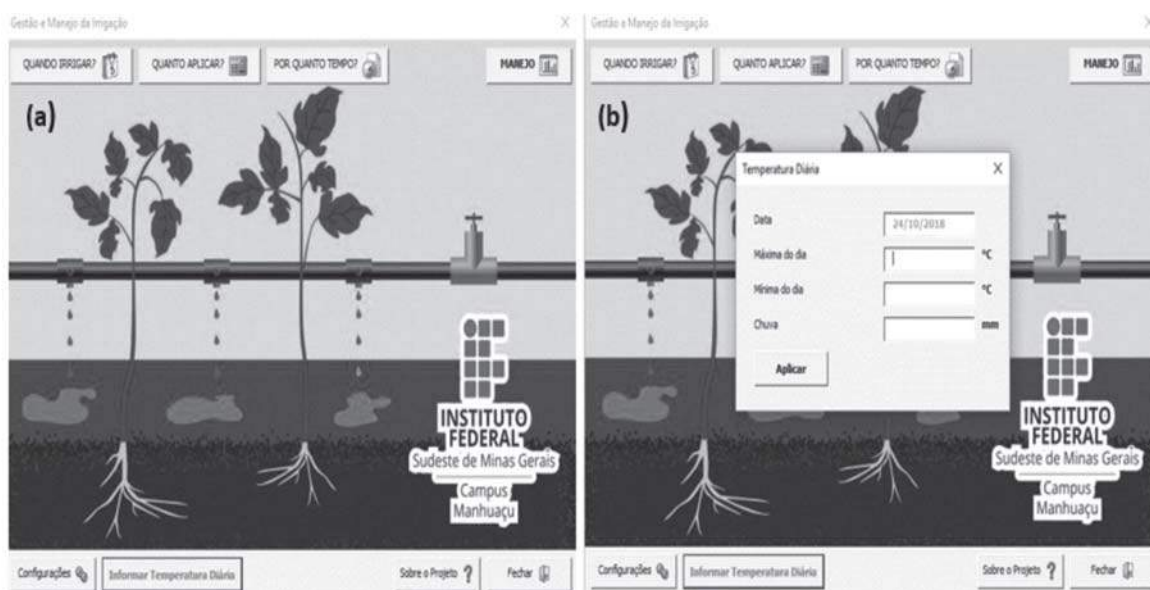 Gestão e Manejo da Irrigação X
QUANDO IRRIGAR? QUANTO APLICAR? POR QUANTO TEMPO? MANEJO
(a)
INSTITUTO
FEDERAL
Sudeste de Minas Gerais
Campus
Manhuaçu
Configurações Informar Temperatura Diária Sobre o Projeto ? Fechar
Gestão e Manejo da Irrigação X
QUANDO IRRIGAR? QUANTO APLICAR? POR QUANTO TEMPO? MANEJO
(b)
Temperatura Diária X
Data 24/10/2018
Máxima do dia °C
Mínima do dia °C
Chuva mm
Aplicar
INSTITUTO
FEDERAL
Sudeste de Minas Gerais
Campus
Manhuaçu
Configurações Informar Temperatura Diária Sobre o Projeto ? Fechar